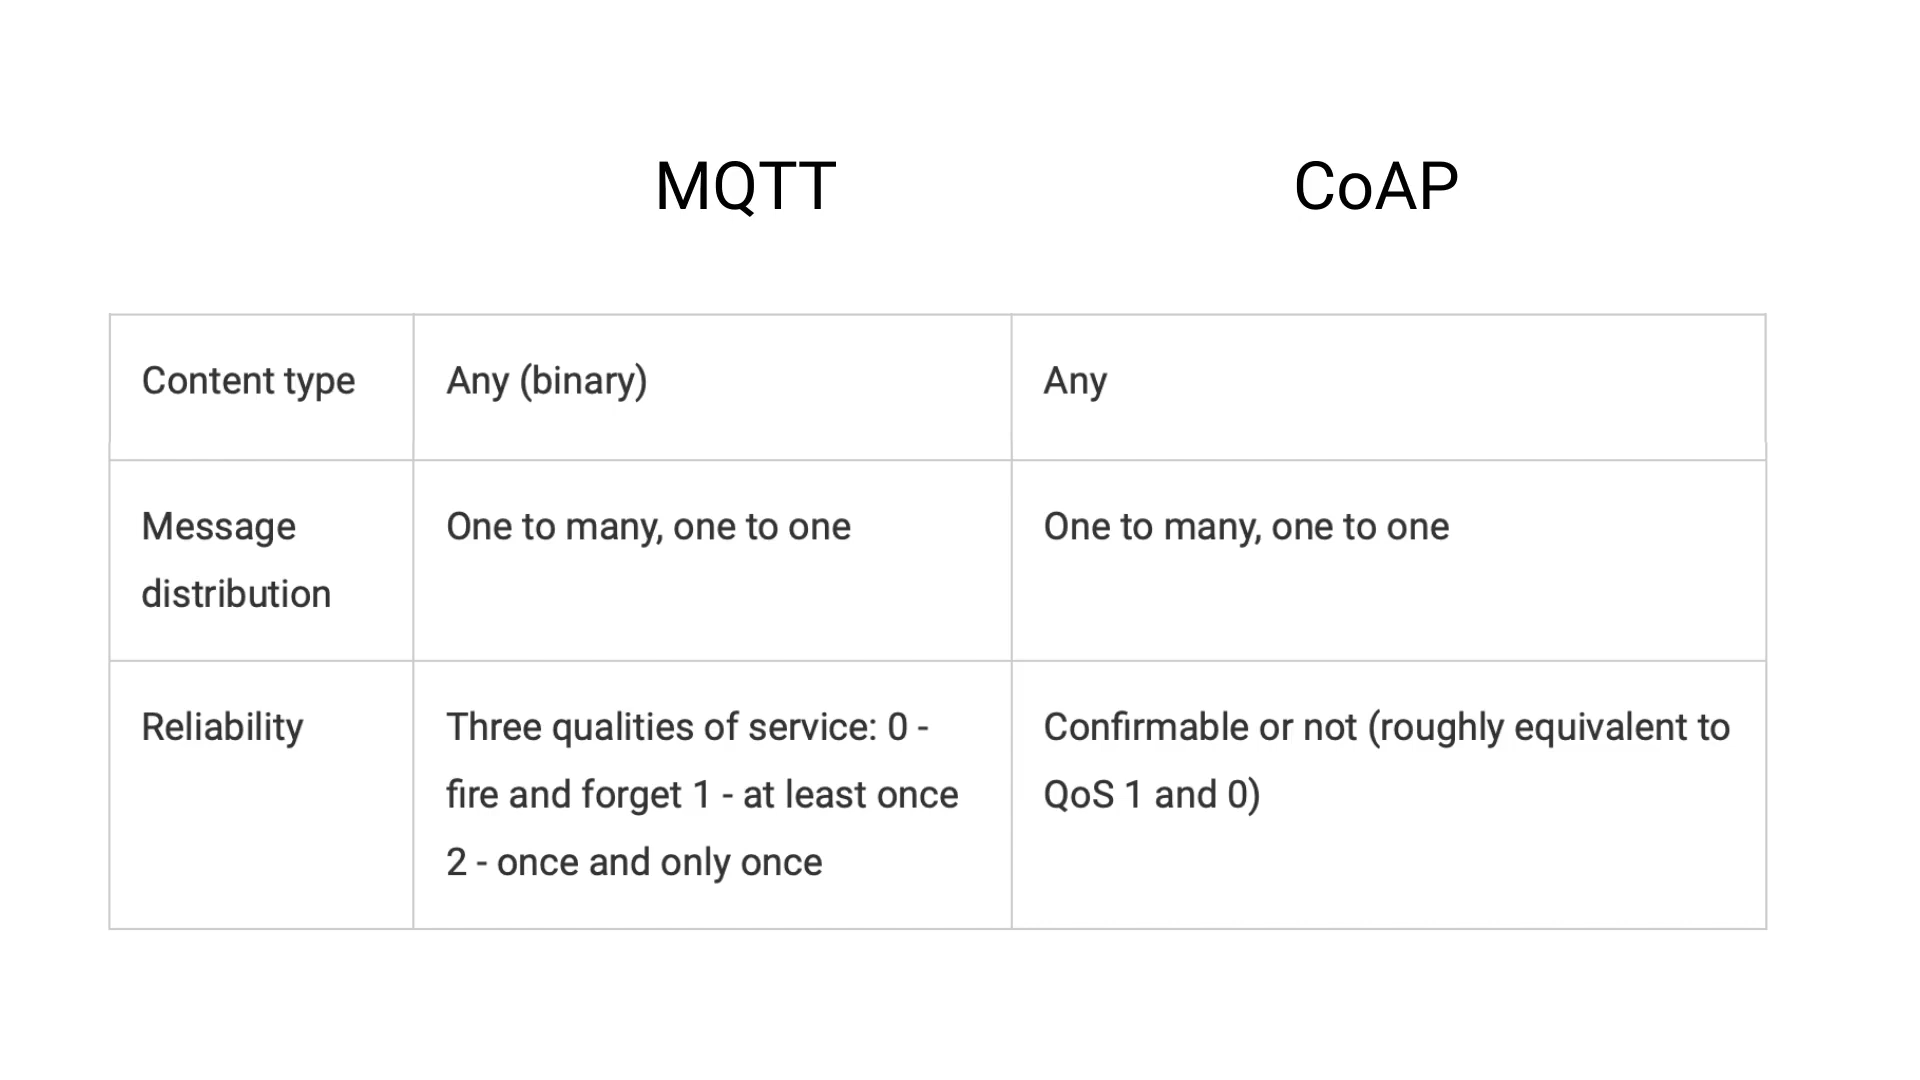 MQTT
CoAP
Content type
Any (binary)
Any
Message
distribution
One to many, one to one
One to many, one to one
Reliability
Three qualities of service: 0 -
fire and forget 1 - at least once
2 - once and only once
Confirmable or not (roughly equivalent to
QoS 1 and 0)